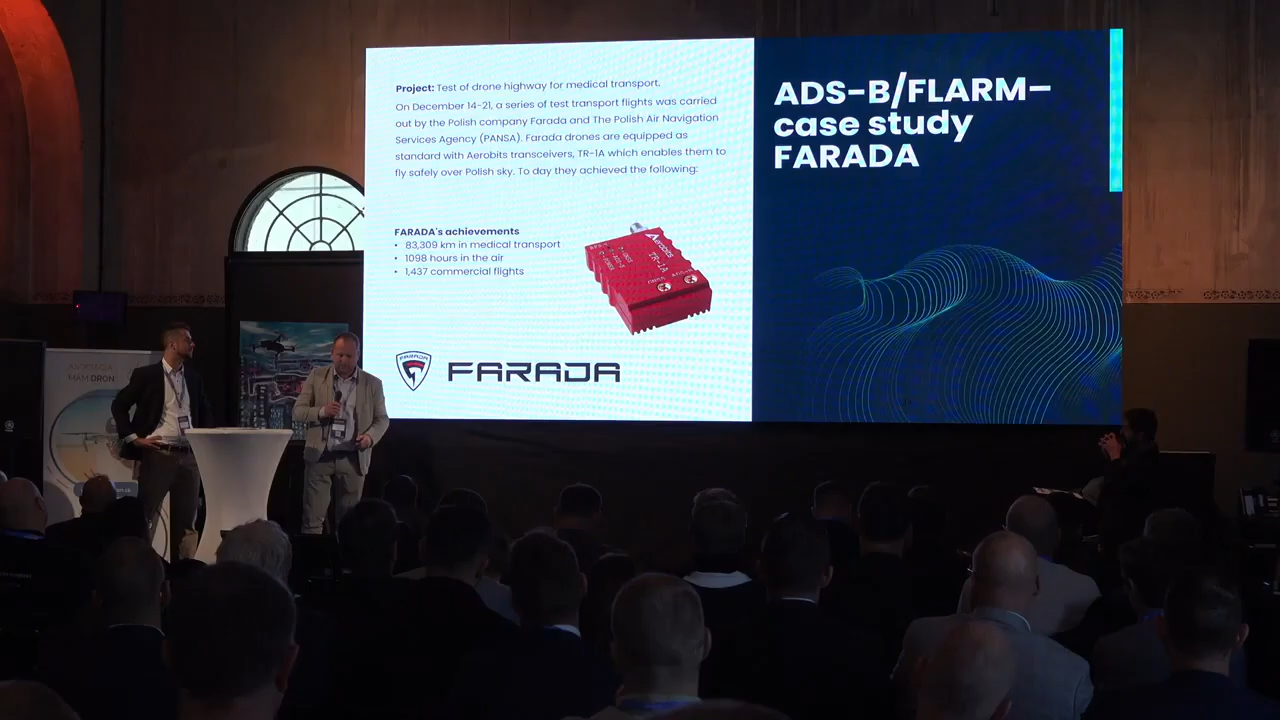 Project: Test of drone highway for medical transport.
On December 14-21, a series of test transport flights was carried
out by the Polish company Farada and The Polish Air Navigation
Services Agency (PANSA). Farada drones are equipped as
standard with Aerobits transceivers, TR-1A which enables them to
fly safely over Polish sky. To day they achieved the following:
FARADA's achievements
• 83,309 km in medical transport
• 1098 hours in the air
• 1,437 commercial flights
Aerobits
TR-1A
FARADA
FARADA
ADS-B/FLARM–
case study
FARADA
MAM DRON